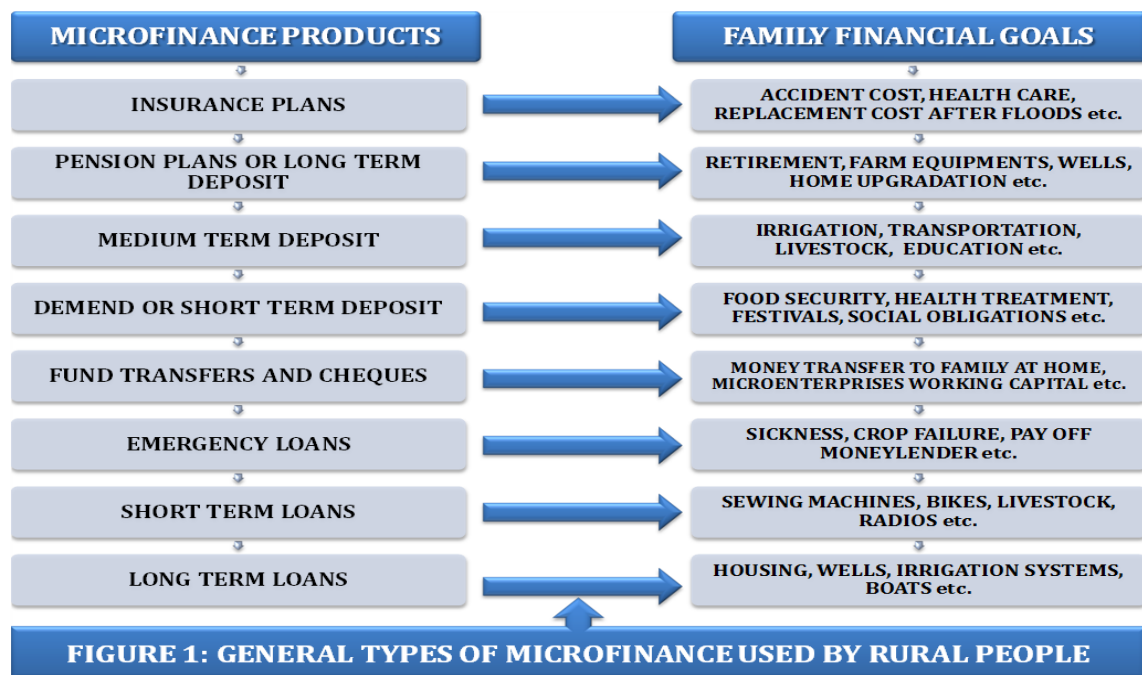 MICROFINANCE PRODUCTS
FAMILY FINANCIAL GOALS
INSURANCE PLANS
ACCIDENT COST, HEALTH CARE,
REPLACEMENT COST AFTER FLOODS etc.
PENSION PLANS OR LONG TERM
DEPOSIT
RETIREMENT, FARM EQUIPMENTS, WELLS,
HOME UPGRADATION etc.
MEDIUM TERM DEPOSIT
IRRIGATION, TRANSPORTATION,
LIVESTOCK, EDUCATION etc.
DEMEND OR SHORT TERM DEPOSIT
FOOD SECURITY, HEALTH TREATMENT,
FESTIVALS, SOCIAL OBLIGATIONS etc.
FUND TRANSFERS AND CHEQUES
MONEY TRANSFER TO FAMILY AT HOME,
MICROENTERPRISES WORKING CAPITAL etc.
EMERGENCY LOANS
SICKNESS, CROP FAILURE, PAY OFF
MONEYLENDER etc.
SHORT TERM LOANS
SEWING MACHINES, BIKES, LIVESTOCK,
RADIOS etc.
LONG TERM LOANS
HOUSING, WELLS, IRRIGATION SYSTEMS,
BOATS etc.
FIGURE 1: GENERAL TYPES OF MICROFINANCE USED BY RURAL PEOPLE